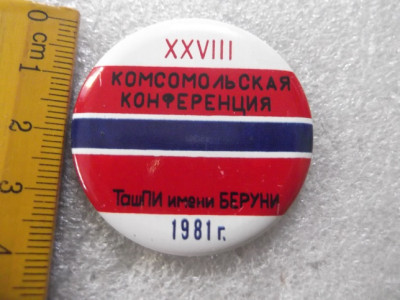 XXVIII
КОМСОМОЛЬСКАЯ
КОНФЕРЕНЦИЯ
ТашПИ имени БЕРУНИ
1981 г.
0 cm 1
2
3
4